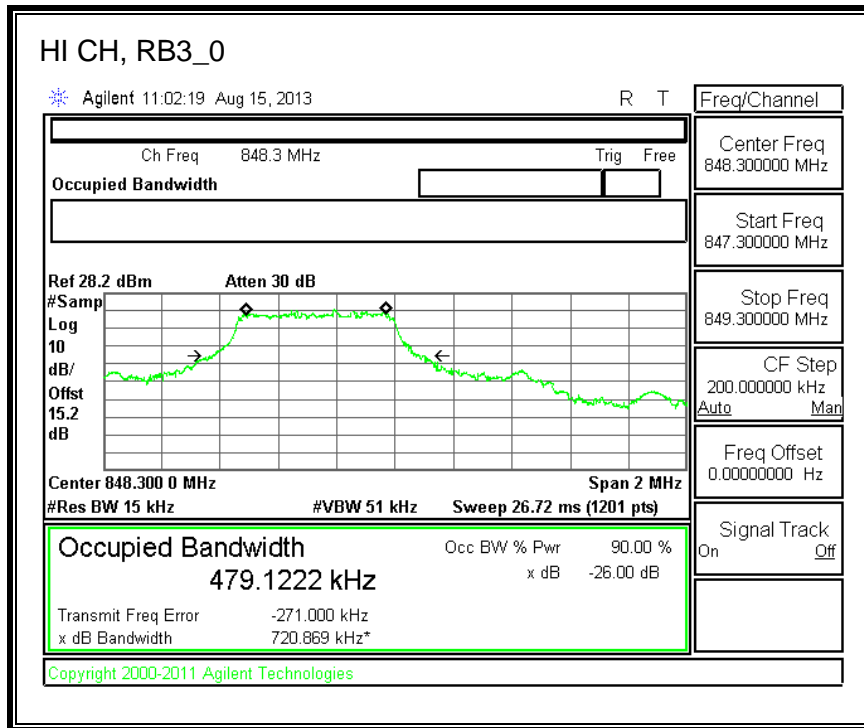 HI CH, RB3_0
Agilent 11:02:19 Aug 15, 2013 R T
Freq/Channel
Ch Freq 848.3 MHz Trig Free
Occupied Bandwidth
Center Freq
848.300000 MHz
Start Freq
847.300000 MHz
Stop Freq
849.300000 MHz
CF Step
200.000000 kHz
Auto Man
Freq Offset
0.00000000 Hz
Signal Track
On Off
Ref 28.2 dBm Atten 30 dB
#Samp
Log
10
dB/
Offst
15.2
dB
Center 848.300 0 MHz Span 2 MHz
#Res BW 15 kHz #VBW 51 kHz Sweep 26.72 ms (1201 pts)
Occupied Bandwidth
479.1222 kHz
Occ BW % Pwr 90.00 %
x dB -26.00 dB
Transmit Freq Error -271.000 kHz
x dB Bandwidth 720.869 kHz*
Copyright 2000-2011 Agilent Technologies